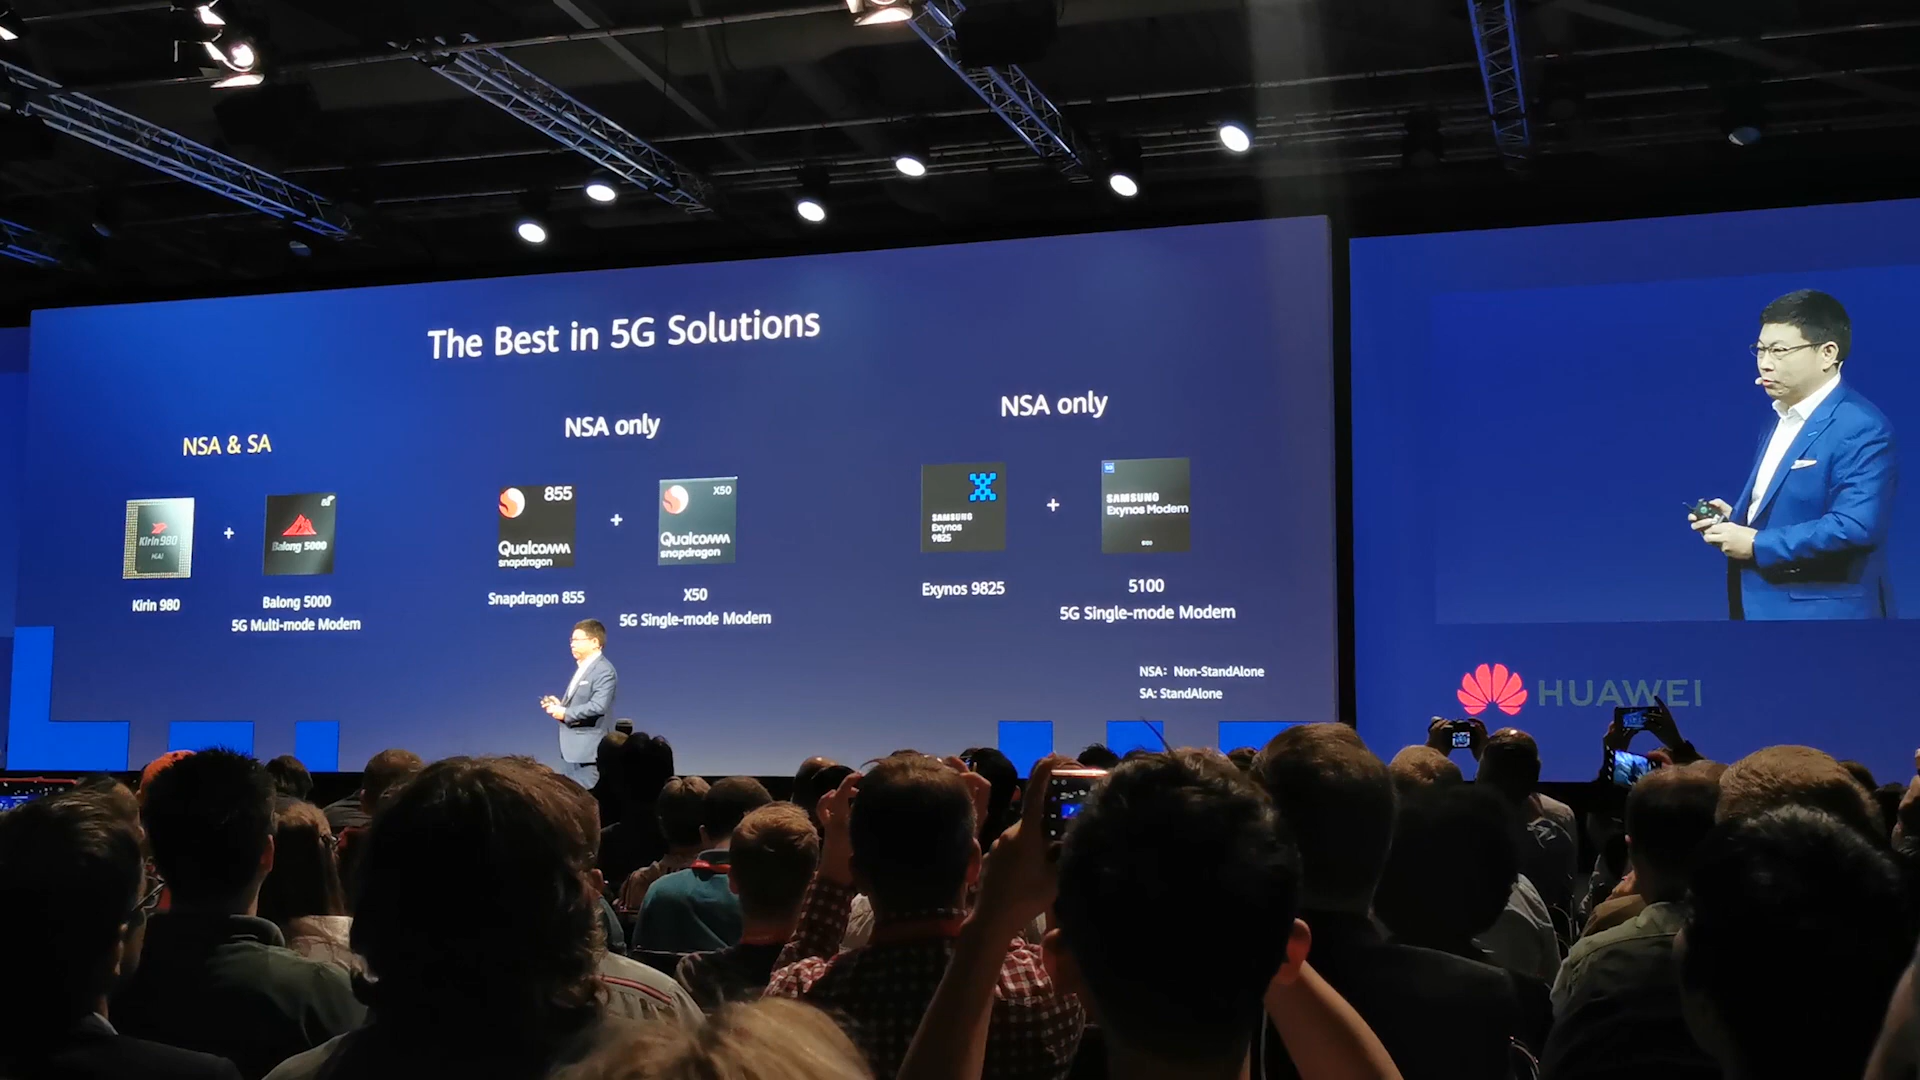 The Best in 5G Solutions
NSA & SA
Kirin 980
+
Balong 5000
Kirin 980
Balong 5000
5G Multi-mode Modem
NSA only
855
Qualcomm
snapdragon
+
X50
Qualcomm
snapdragon
Snapdragon 855
X50
5G Single-mode Modem
NSA only
SAMSUNG
Exynos
9825
+
5G
SAMSUNG
Exynos Modem
Exynos 9825
5100
5G Single-mode Modem
NSA: Non-StandAlone
SA: StandAlone
HUAWEI